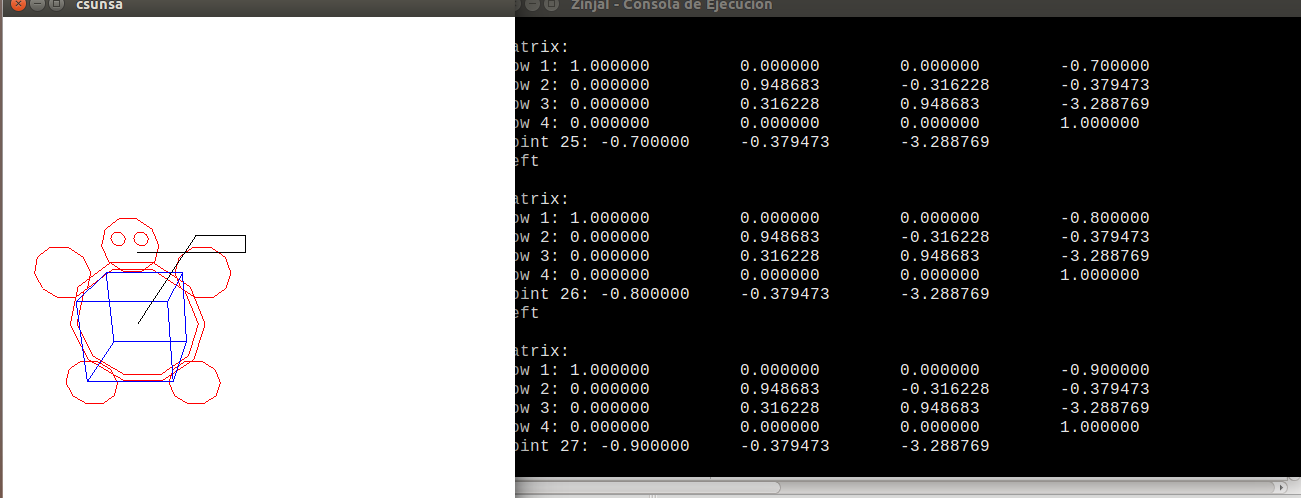 csunsa
ZinjaI - Consola de Ejecución
atrix:
ow 1: 1.000000 0.000000 0.000000 -0.700000
ow 2: 0.000000 0.948683 -0.316228 -0.379473
ow 3: 0.000000 0.316228 0.948683 -3.288769
ow 4: 0.000000 0.000000 0.000000 1.000000
oint 25: -0.700000 -0.379473 -3.288769
eft
atrix:
ow 1: 1.000000 0.000000 0.000000 -0.800000
ow 2: 0.000000 0.948683 -0.316228 -0.379473
ow 3: 0.000000 0.316228 0.948683 -3.288769
ow 4: 0.000000 0.000000 0.000000 1.000000
oint 26: -0.800000 -0.379473 -3.288769
eft
atrix:
ow 1: 1.000000 0.000000 0.000000 -0.900000
ow 2: 0.000000 0.948683 -0.316228 -0.379473
ow 3: 0.000000 0.316228 0.948683 -3.288769
ow 4: 0.000000 0.000000 0.000000 1.000000
oint 27: -0.900000 -0.379473 -3.288769